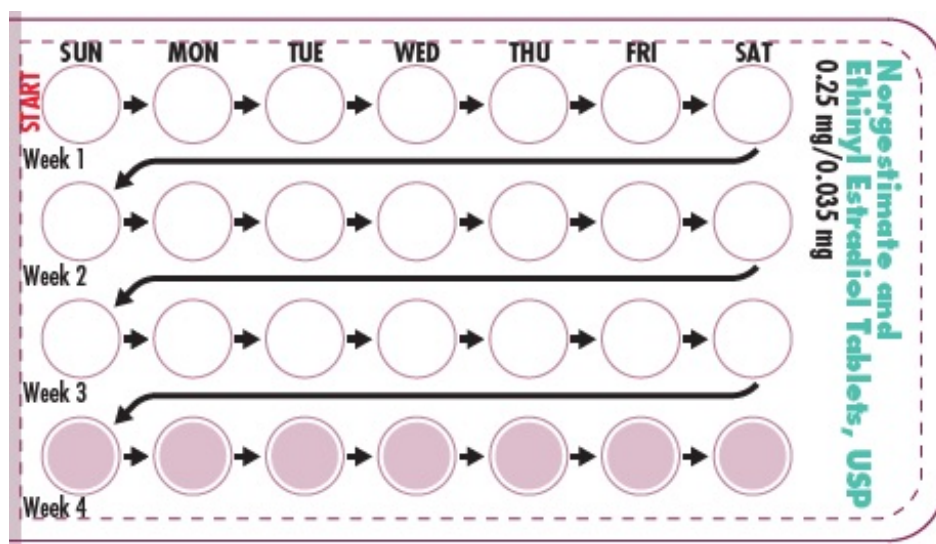 SUN MON TUE WED THU FRI SAT
START
Week 1
Week 2
Week 3
Week 4
Norgestimate and
Ethinyl Estradiol Tablets, USP
0.25 mg/0.035 mg